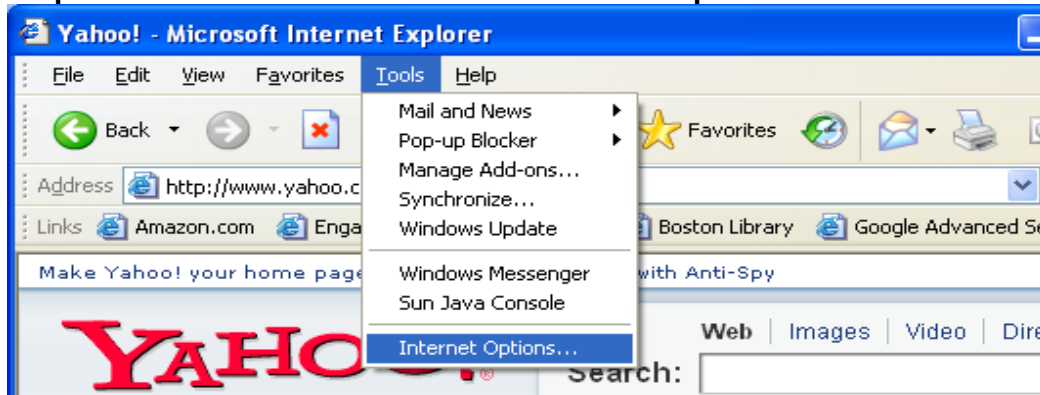 Yahoo! - Microsoft Internet Explorer
File Edit View Favorites Tools Help
Back Favorites
Mail and News
Pop-up Blocker
Manage Add-ons...
Synchronize...
Windows Update
Windows Messenger
Sun Java Console
Internet Options...
Address http://www.yahoo.c
Links Amazon.com Enga Boston Library Google Advanced Se
Make Yahoo! your home page with Anti-Spy
YAHOO!®
Web | Images | Video | Dire
Search: